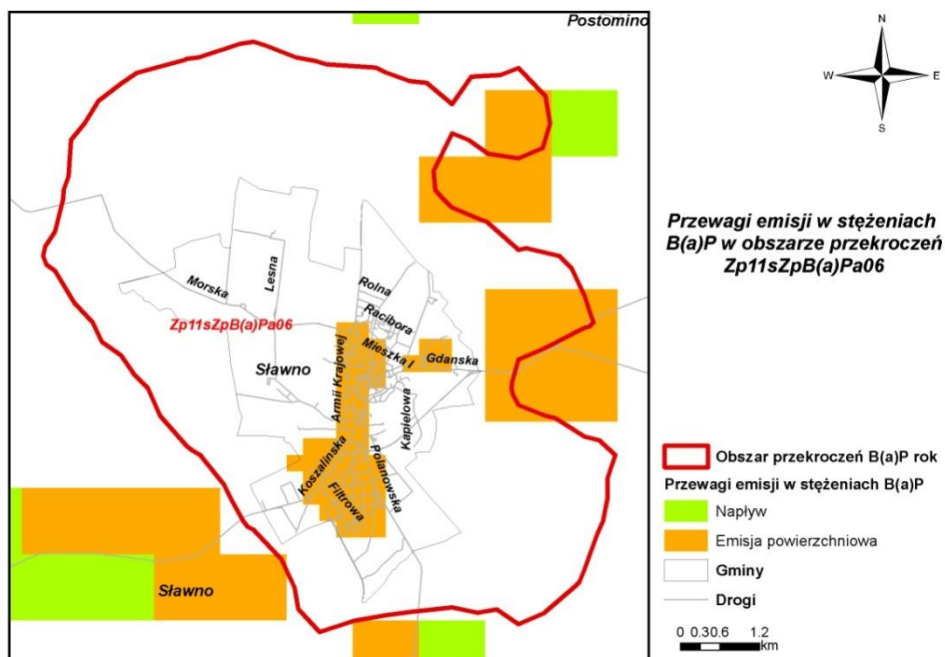 Postomino
N
W E
S
Przewagi emisji w stężeniach
B(a)P w obszarze przekroczeń
Zp11sZpB(a)Pa06
Rolna
Lesna
Morska
Racibora
Zp11sZpB(a)Pa06
Mieszka I
Gdanska
Sławno
Armii Krajowej
Kapielowa
Koszalinska
Polanowska
Filtrowa
Sławno
Obszar przekroczeń B(a)P rok
Przewagi emisji w stężeniach B(a)P
Napływ
Emisja powierzchniowa
Gminy
Drogi
0 0.30.6 1.2
km